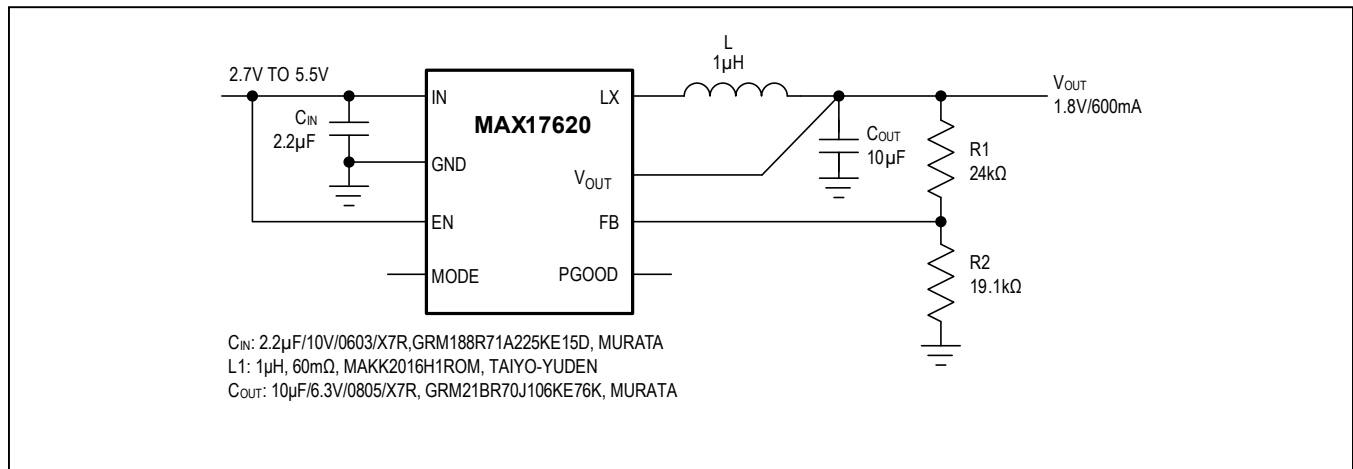 2.7V TO 5.5V
CIN
2.2µF
IN
GND
EN
MODE
MAX17620
LX
VOUT
FB
PGOOD
L
1µH
COUT
10µF
VOUT
1.8V/600mA
R1
24kΩ
R2
19.1kΩ
CIN: 2.2µF/10V/0603/X7R,GRM188R71A225KE15D, MURATA
L1: 1µH, 60mΩ, MAKK2016H1ROM, TAIYO-YUDEN
COUT: 10µF/6.3V/0805/X7R, GRM21BR70J106KE76K, MURATA